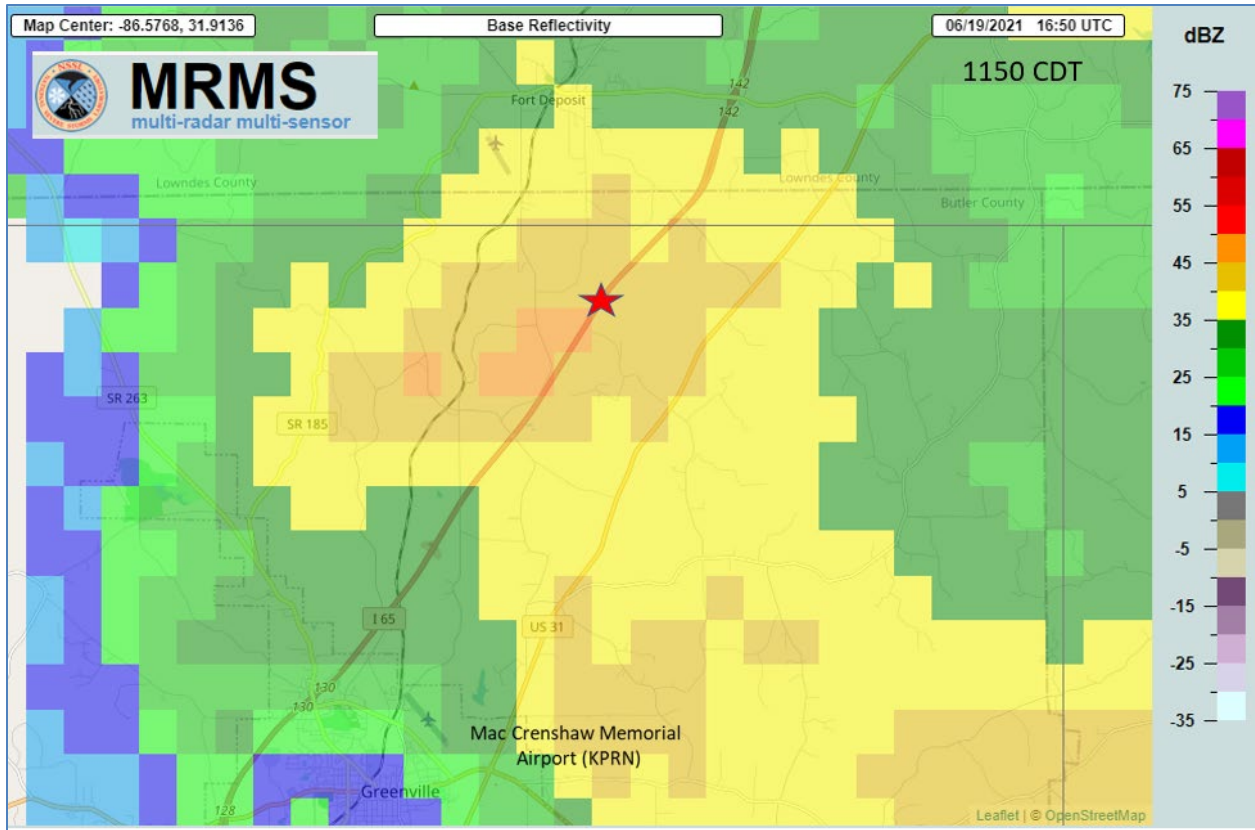 Map Center: -86.5768, 31.9136
Base Reflectivity
06/19/2021 16:50 UTC
dBZ
NSSL
MRMS
multi-radar multi-sensor
1150 CDT
142
142
Fort Deposit
Lowndes County
Lowndes County
Butler County
SR 263
SR 185
I 65
US 31
130
130
Mac Crenshaw Memorial
Airport (KPRN)
Greenville
128
Leaflet | © OpenStreetMap
75
65
55
45
35
25
15
5
-5
-15
-25
-35